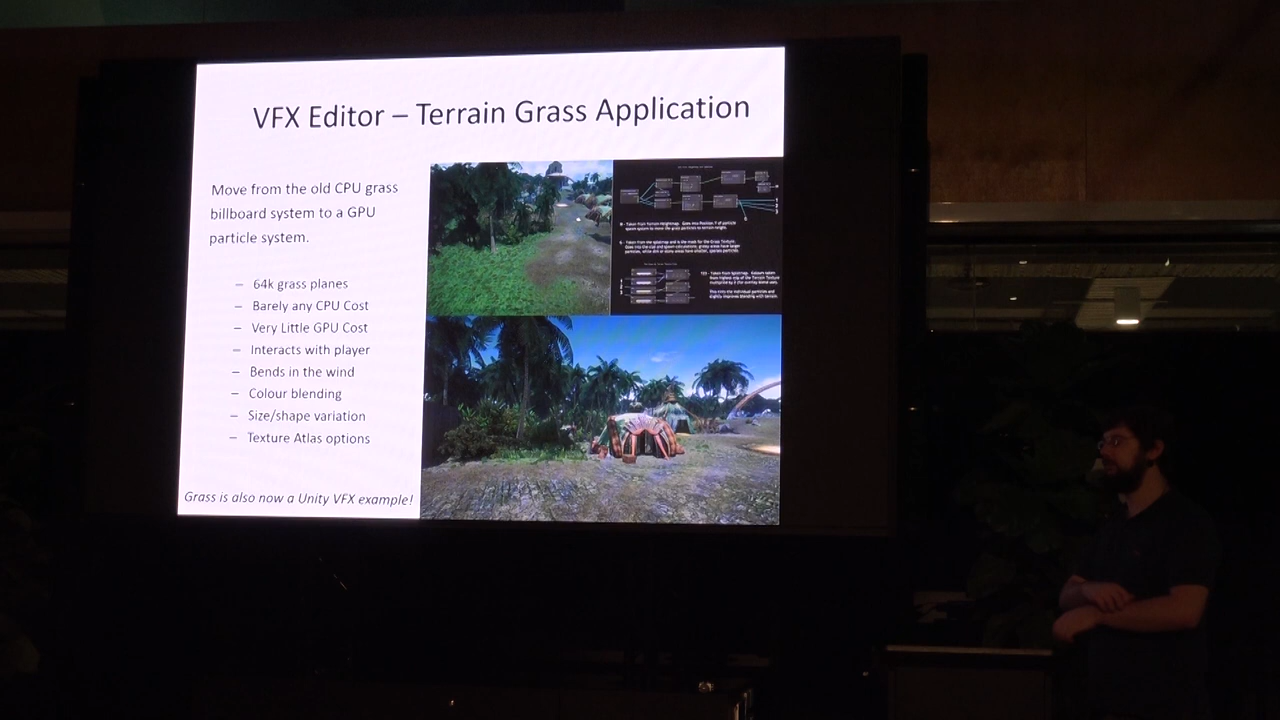 VFX Editor – Terrain Grass Application
Move from the old CPU grass
billboard system to a GPU
particle system.
– 64k grass planes
– Barely any CPU Cost
– Very Little GPU Cost
– Interacts with player
– Bends in the wind
– Colour blending
– Size/shape variation
– Texture Atlas options
Grass is also now a Unity VFX example!